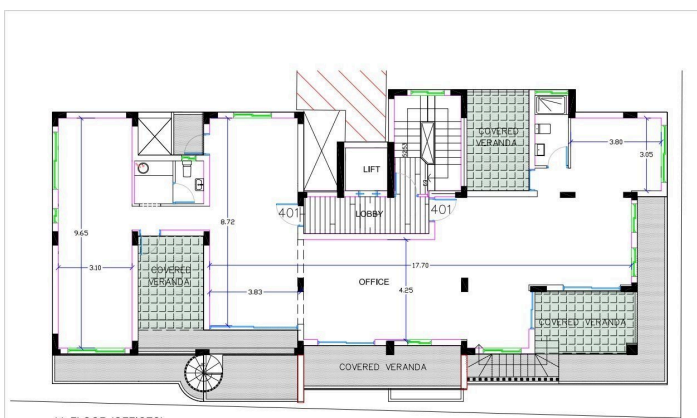 COVERED
VERANDA
3.80
3.05
LIFT
401
LOBBY
401
8.72
9.65
3.10
COVERED
VERANDA
17.70
OFFICE
4.25
3.83
COVERED
VERANDA
COVERED VERANDA